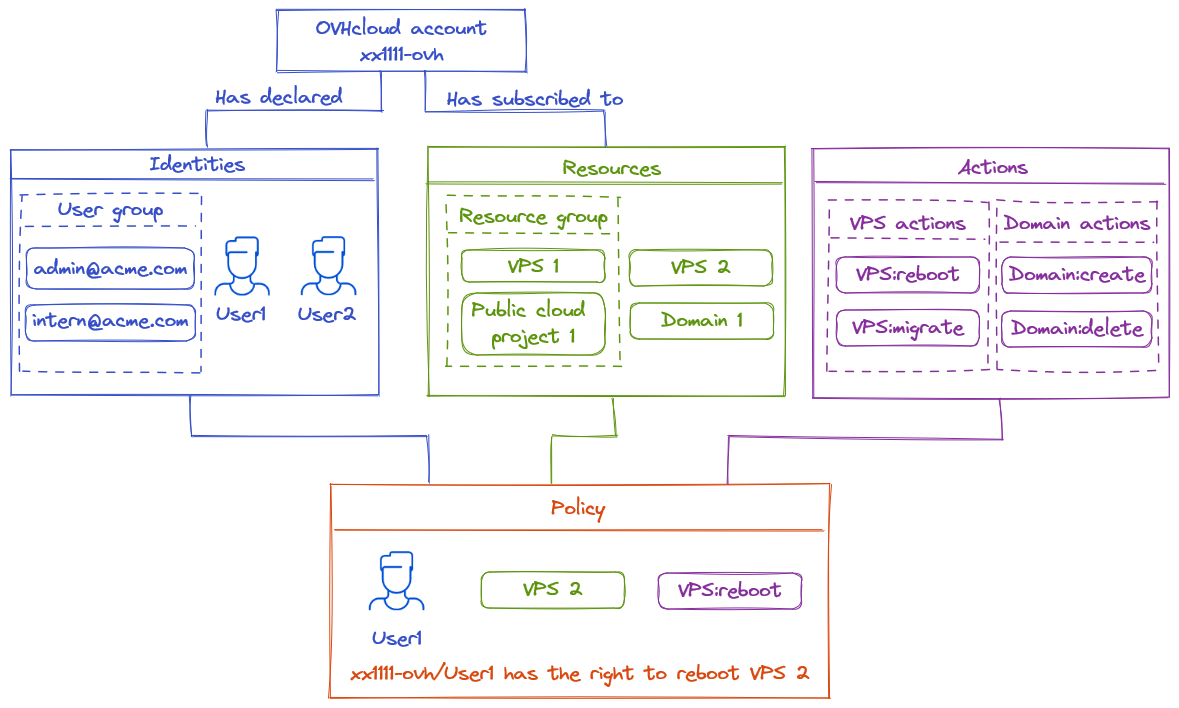 OVHcloud account
xx1111-ovh
Has declared
Has subscribed to
Identities
User group
admin@acme.com
intern@acme.com
User1
User2
Resources
Resource group
VPS 1
Public cloud
project 1
VPS 2
Domain 1
Actions
VPS actions
VPS:reboot
VPS:migrate
Domain actions
Domain:create
Domain:delete
Policy
User1
VPS 2
VPS:reboot
xx1111-ovh/User1 has the right to reboot VPS 2